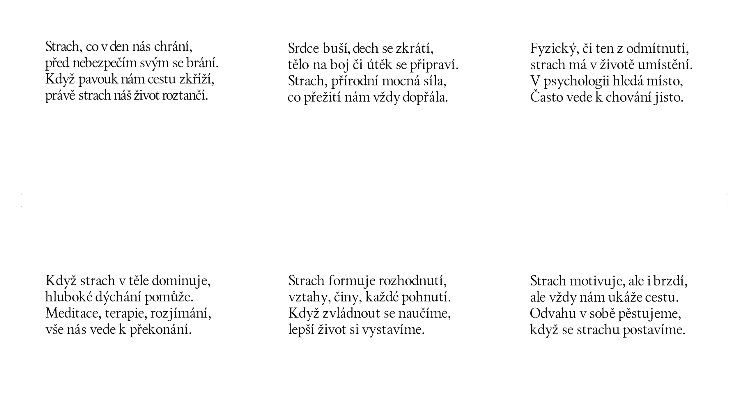 Strach, co v den nás chrání,
před nebezpečím svým se brání.
Když pavouk nám cestu zkříží,
právě strach náš život roztančí.
Srdce buší, dech se zkrátí,
tělo na boj či útěk se připraví.
Strach, přírodní mocná síla,
co přežití nám vždy dopřála.
Fyzický, či ten z odmítnutí,
strach má v životě umístění.
V psychologii hledá místo,
Často vede k chování jisto.
Když strach v těle dominuje,
hluboké dýchání pomůže.
Meditace, terapie, rozjímání,
vše nás vede k překonání.
Strach formuje rozhodnutí,
vztahy, činy, každé pohnutí.
Když zvládnout se naučíme,
lepší život si vystavíme.
Strach motivuje, ale i brzdí,
ale vždy nám ukáže cestu.
Odvahu v sobě pěstujeme,
když se strachu postavíme.